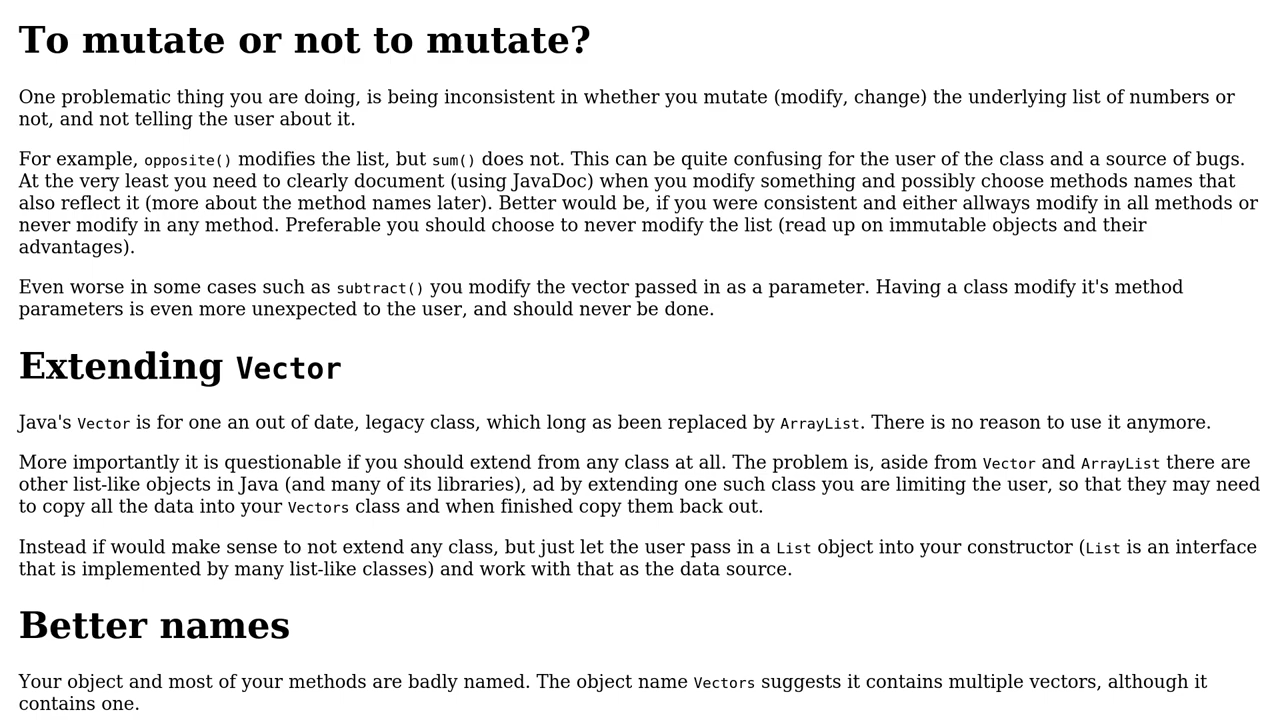 To mutate or not to mutate?
One problematic thing you are doing, is being inconsistent in whether you mutate (modify, change) the underlying list of numbers or
not, and not telling the user about it.
For example, opposite() modifies the list, but sum() does not. This can be quite confusing for the user of the class and a source of bugs.
At the very least you need to clearly document (using JavaDoc) when you modify something and possibly choose methods names that
also reflect it (more about the method names later). Better would be, if you were consistent and either allways modify in all methods or
never modify in any method. Preferable you should choose to never modify the list (read up on immutable objects and their
advantages).
Even worse in some cases such as subtract() you modify the vector passed in as a parameter. Having a class modify it's method
parameters is even more unexpected to the user, and should never be done.
Extending Vector
Java's Vector is for one an out of date, legacy class, which long as been replaced by ArrayList. There is no reason to use it anymore.
More importantly it is questionable if you should extend from any class at all. The problem is, aside from Vector and ArrayList there are
other list-like objects in Java (and many of its libraries), ad by extending one such class you are limiting the user, so that they may need
to copy all the data into your Vectors class and when finished copy them back out.
Instead if would make sense to not extend any class, but just let the user pass in a List object into your constructor (List is an interface
that is implemented by many list-like classes) and work with that as the data source.
Better names
Your object and most of your methods are badly named. The object name Vectors suggests it contains multiple vectors, although it
contains one.